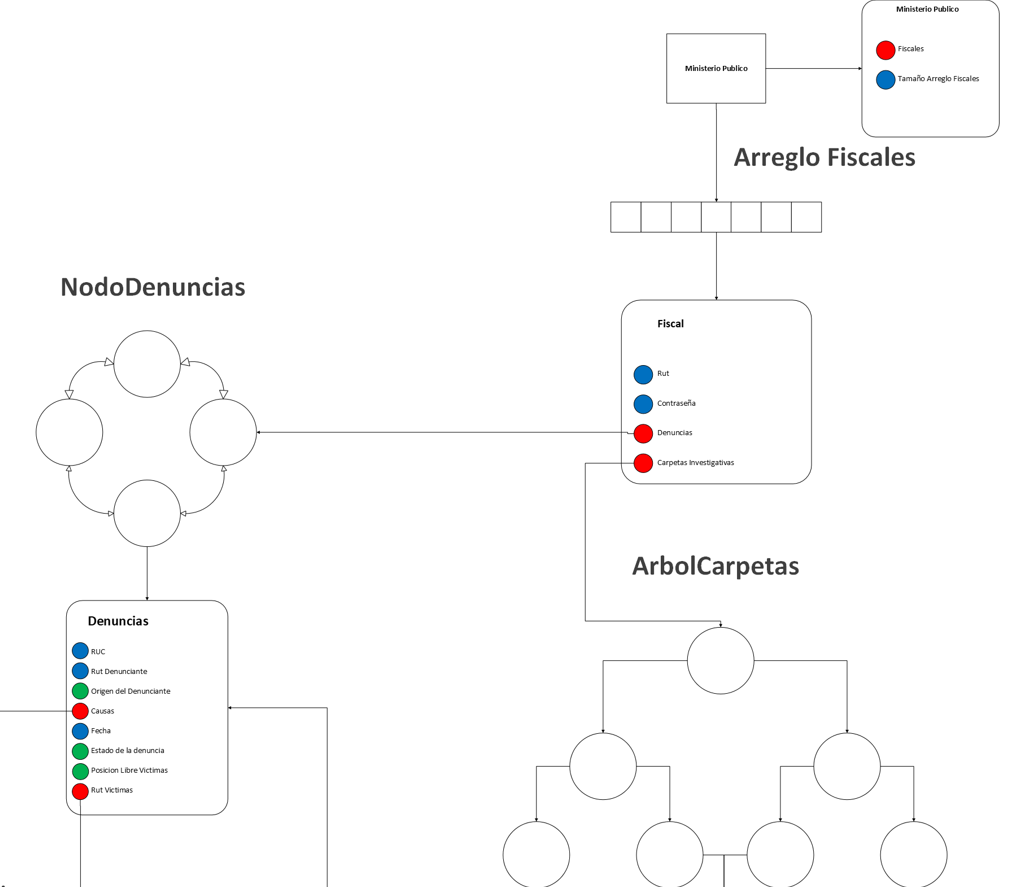 Ministerio Publico
Fiscales
Tamaño Arreglo Fiscales
Ministerio Publico
Arreglo Fiscales
NodoDenuncias
Fiscal
Rut
Contraseña
Denuncias
Carpetas Investigativas
ArbolCarpetas
Denuncias
RUC
Rut Denunciante
Origen del Denunciante
Causas
Fecha
Estado de la denuncia
Posicion Libre Victimas
Rut Victimas